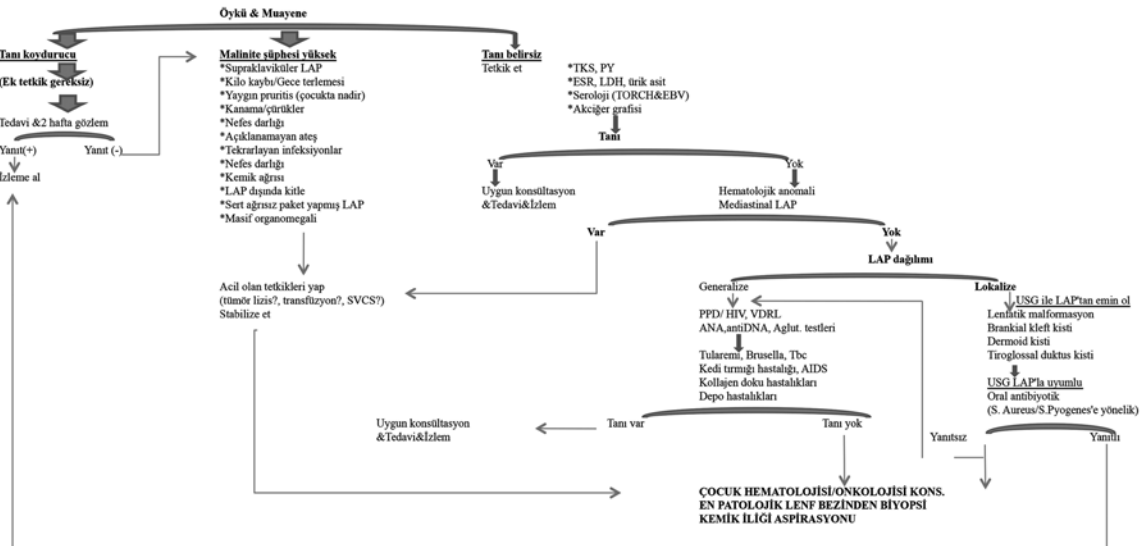 Öykü & Muayene
Tanı koydurucu
(Ek tetkik gereksiz)
Tedavi &2 hafta gözlem
Yanıt(+)
Yanıt (-)
İzleme al
Malinite şüphesi yüksek
*Supraklaviküler LAP
*Kilo kaybı/Gece terlemesi
*Yaygın pruritis (çocukta nadir)
*Kanama/çürükler
*Nefes darlığı
*Açıklanamayan ateş
*Tekrarlayan infeksiyonlar
*Nefes darlığı
*Kemik ağrısı
*LAP dışında kitle
*Sert ağrısız paket yapmış LAP
*Masif organomegali
Tanı belirsiz
Tetkik et
*TKS, PY
*ESR, LDH, ürik asit
*Seroloji (TORCH&EBV)
*Akciğer grafisi
Tanı
Var
Yok
Uygun konsültasyon
&Tedavi&İzlem
Hematolojik anomali
Mediastinal LAP
Var
Yok
LAP dağılımı
Acil olan tetkikleri yap
(tümör lizis?, transfüzyon?, SVCS?)
Stabilize et
Generalize
PPD/ HIV, VDRL
ANA,antiDNA, Aglut. testleri
Tularemi, Brusella, Tbc
Kedi tırmığı hastalığı, AIDS
Kollajen doku hastalıkları
Depo hastalıkları
Lokalize
USG ile LAP'tan emin ol
Lenfatik malformasyon
Brankial kleft kisti
Dermoid kisti
Tiroglossal duktus kisti
USG LAP'la uyumlu
Oral antibiyotik
(S. Aureus/S.Pyogenes'e yönelik)
Tanı var
Tanı yok
Yanıtsız
Yanıtlı
Uygun konsültasyon
&Tedavi&İzlem
ÇOCUK HEMATOLOJİSİ/ONKOLOJİSİ KONS.
EN PATOLOJİK LENF BEZİNDEN BİYOPSİ
KEMİK İLİĞİ ASPİRASYONU